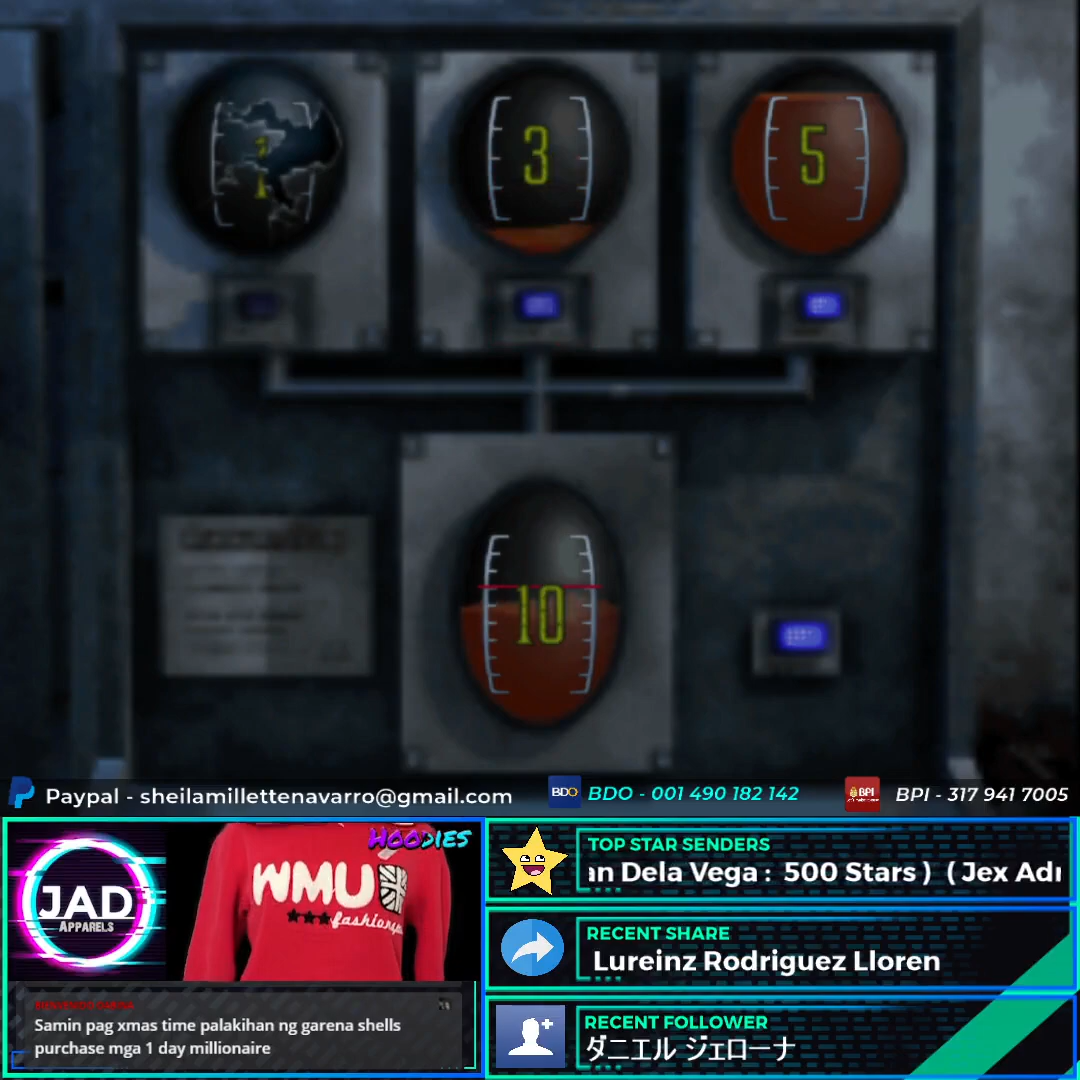 3
5
10
Paypal - sheilamillettenavarro@gmail.com
BDO
BDO - 001 490 182 142
BPI
BPI - 317 941 7005
JAD
APPARELS
HOODIES
WMU
fashion
TOP STAR SENDERS
an Dela Vega : 500 Stars ) ( Jex Adr
RECENT SHARE
Lureinz Rodriguez Lloren
Samin pag xmas time palakihan ng garena shells
purchase mga 1 day millionaire
RECENT FOLLOWER
ダニエル ジェローナ